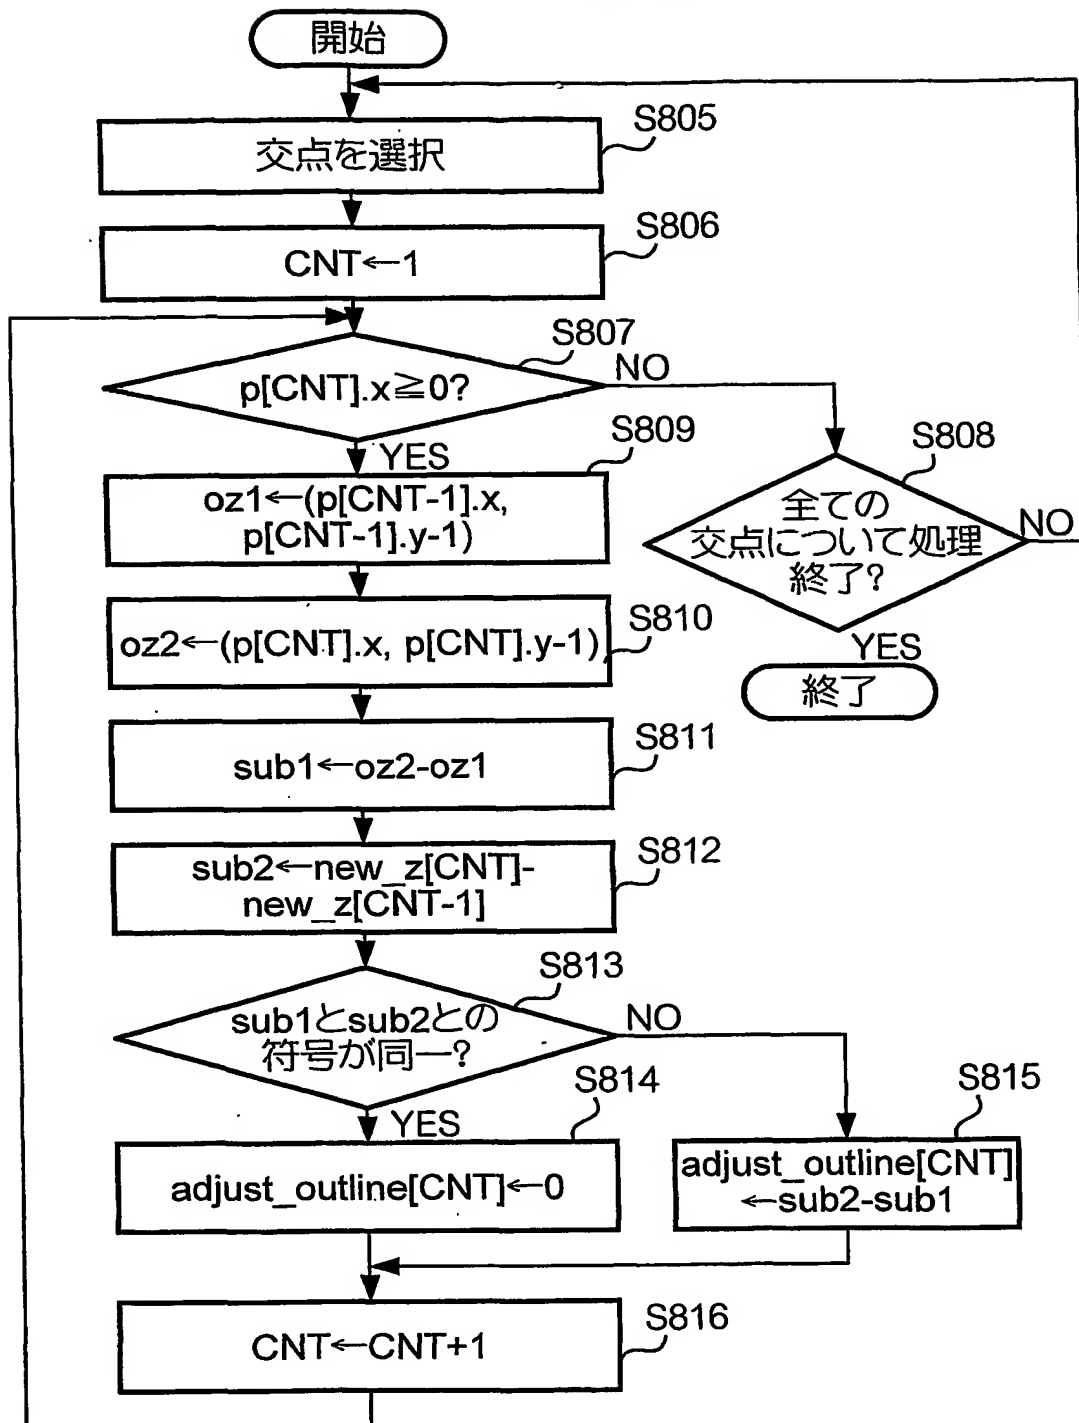 開始
S805
交点を選択
S806
CNT←1
S807
p[CNT].x≧0?
NO
S809
YES
oz1←(p[CNT-1].x,
p[CNT-1].y-1)
S808
全ての
交点について処理
終了?
NO
YES
終了
S810
oz2←(p[CNT].x, p[CNT].y-1)
S811
sub1←oz2-oz1
S812
sub2←new_z[CNT]-
new_z[CNT-1]
S813
sub1とsub2との
符号が同一?
NO
S814
YES
adjust_outline[CNT]←0
S815
adjust_outline[CNT]
←sub2-sub1
S816
CNT←CNT+1